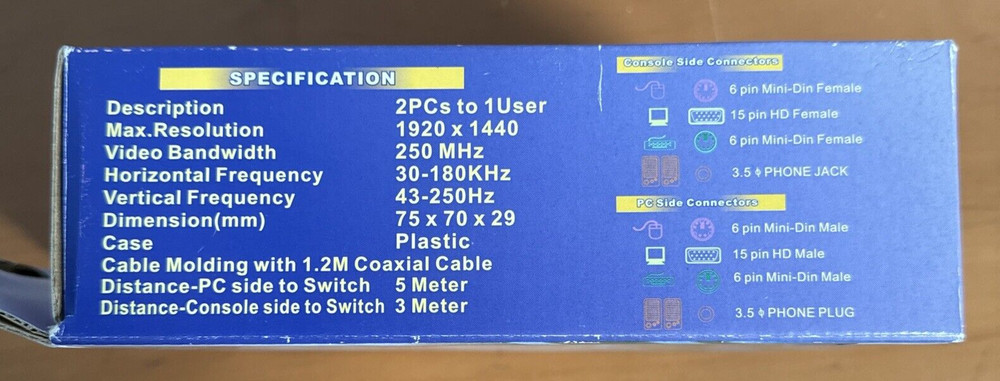 SPECIFICATION
Description 2PCs to 1User
Max.Resolution 1920 x 1440
Video Bandwidth 250 MHz
Horizontal Frequency 30-180KHz
Vertical Frequency 43-250Hz
Dimension(mm) 75 x 70 x 29
Case Plastic
Cable Molding with 1.2M Coaxial Cable
Distance-PC side to Switch 5 Meter
Distance-Console side to Switch 3 Meter
Console Side Connectors
6 pin Mini-Din Female
15 pin HD Female
6 pin Mini-Din Female
3.5 ϕ PHONE JACK
PC Side Connectors
6 pin Mini-Din Male
15 pin HD Male
6 pin Mini-Din Male
3.5 ϕ PHONE PLUG